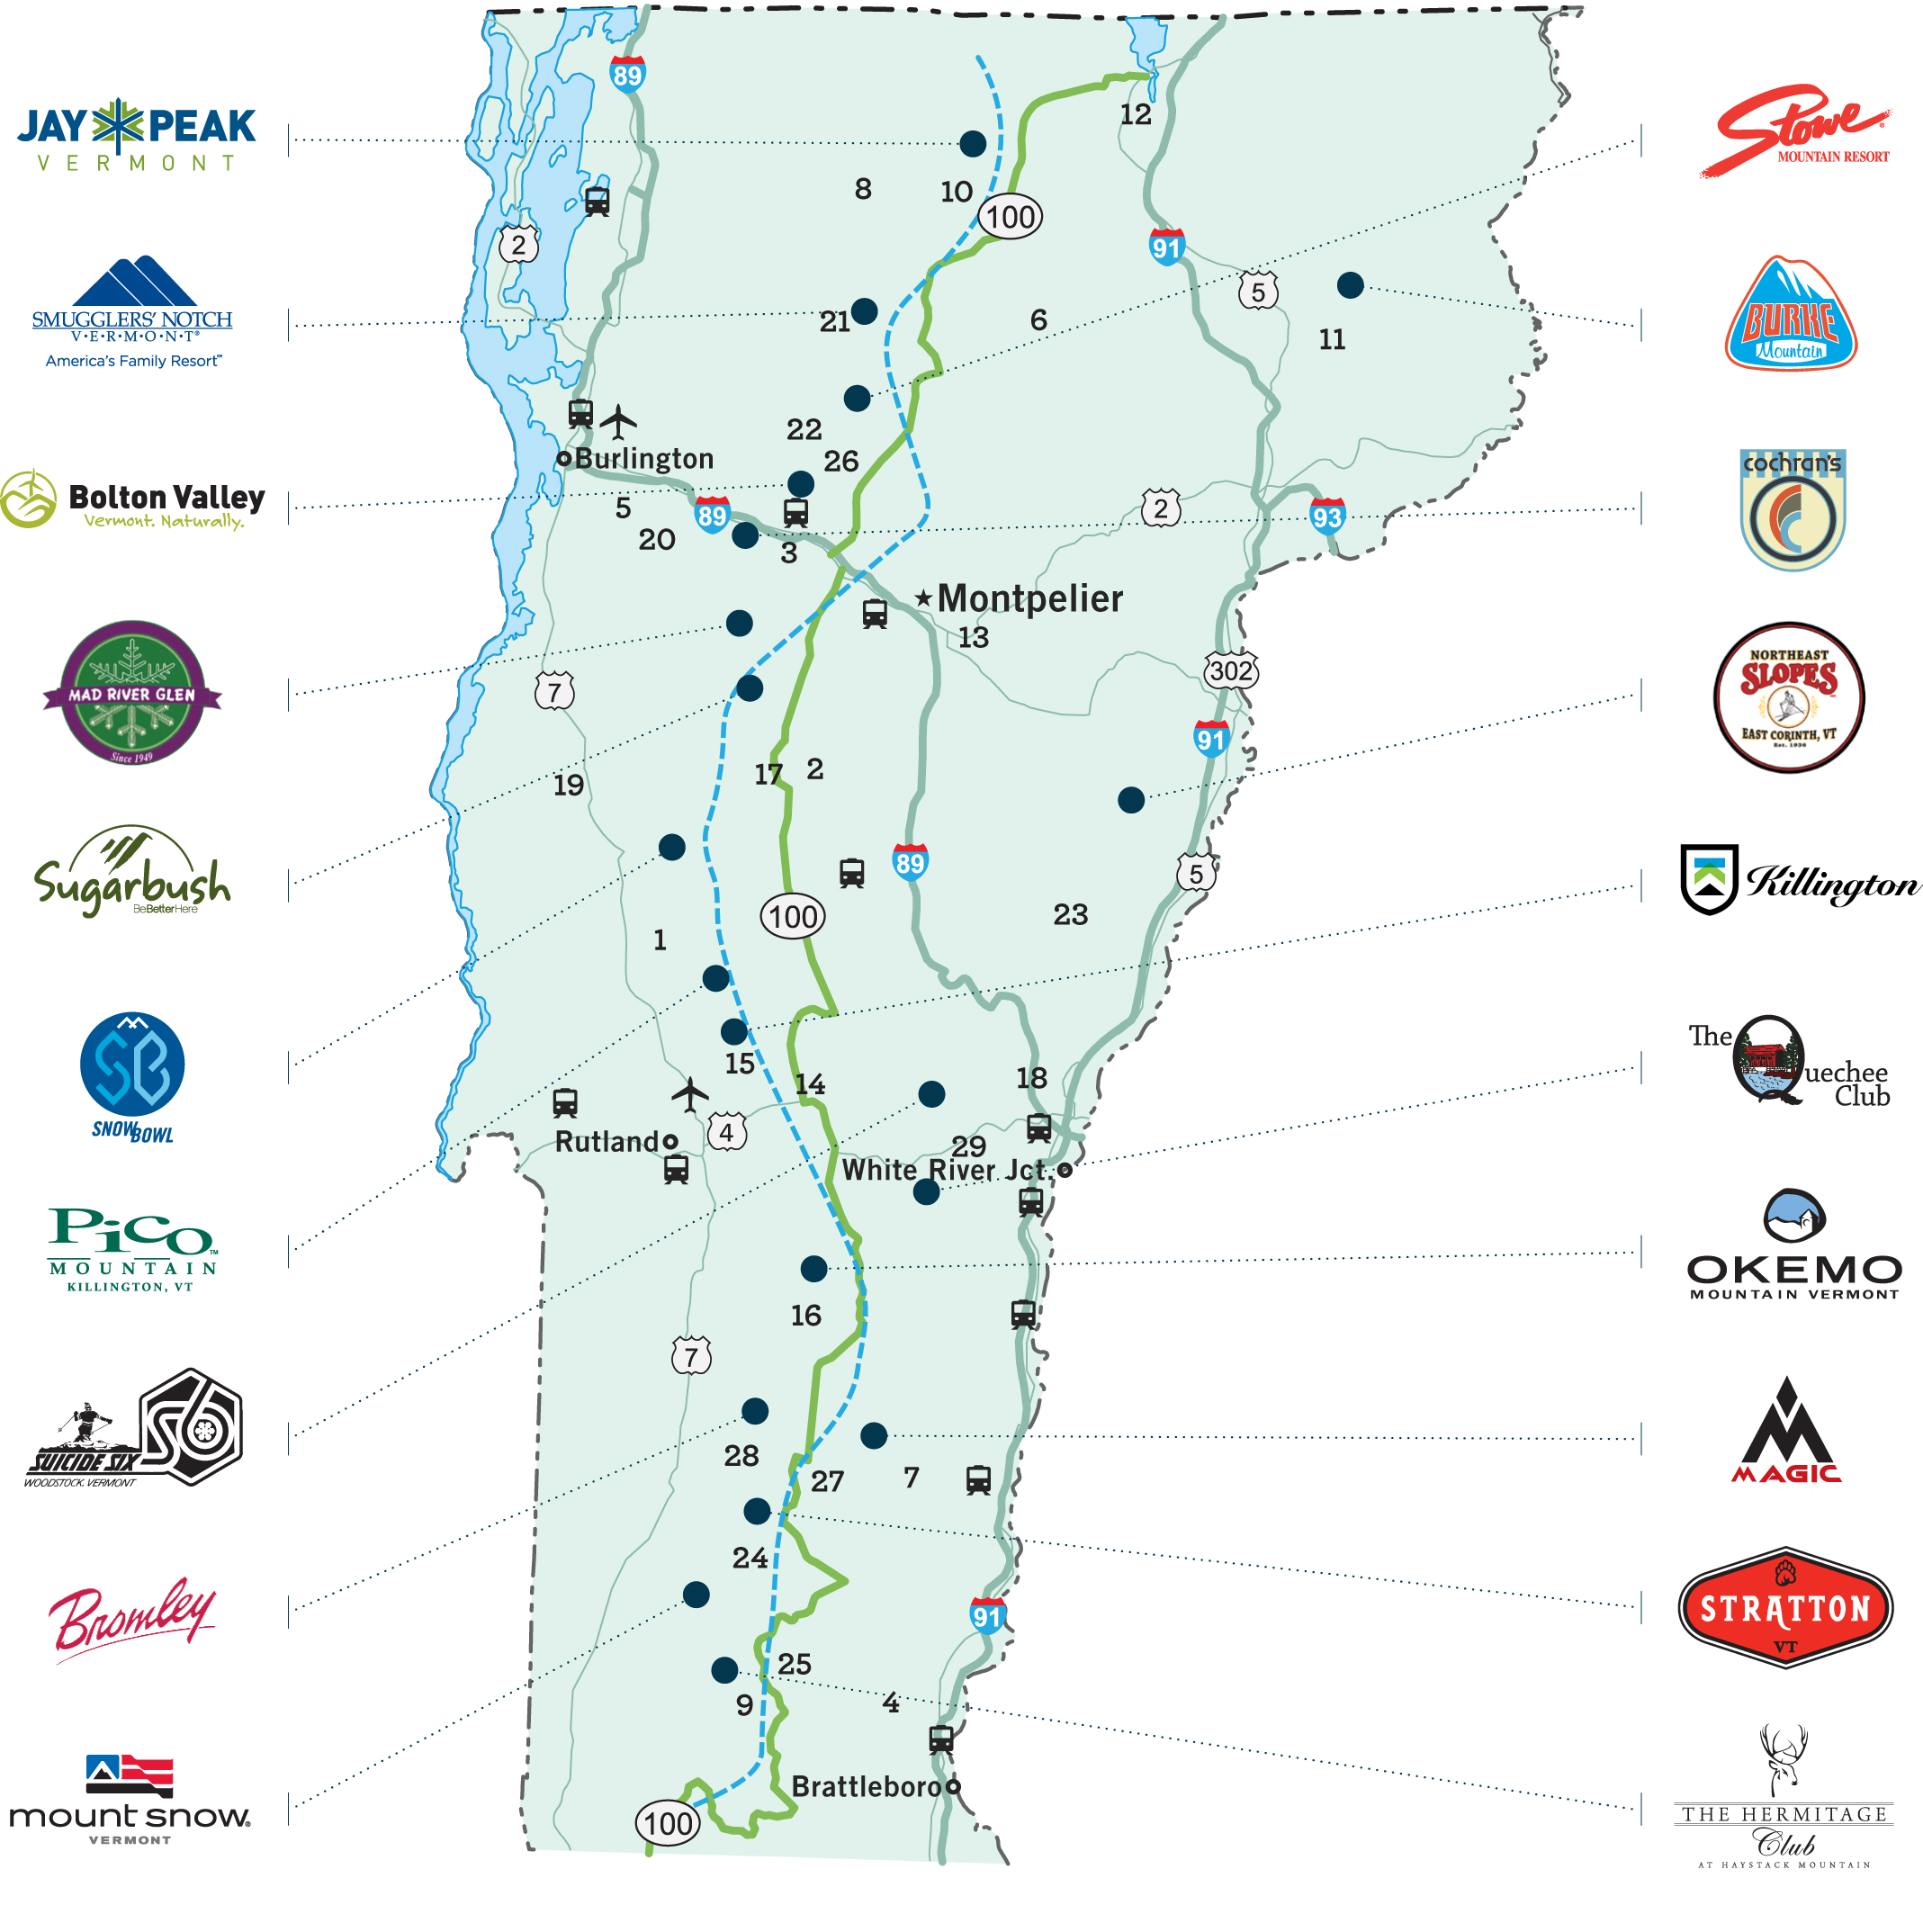 JAY PEAK
VERMONT
SMUGGLERS' NOTCH
V·E·R·M·O·N·T®
America's Family Resort™
Bolton Valley
Vermont. Naturally.
MAD RIVER GLEN
Since 1949
Sugarbush
BeBetterHere
SB
SNOW BOWL
PiCO™
MOUNTAIN
KILLINGTON, VT
S6
SUICIDE SIX
WOODSTOCK, VERMONT
Bromley
mount snow®
VERMONT
89
2
12
8
10
100
91
5
21
6
11
22
26
Burlington
5
89
20
3
2
93
Montpelier
13
302
7
91
17
2
19
89
5
100
23
1
15
14
18
4
Rutland
29
White River Jct.
16
7
28
27
7
24
91
25
9
4
Brattleboro
100
Stowe®
MOUNTAIN RESORT
BURKE
Mountain
cochran's
NORTHEAST
SLOPES
EAST CORINTH, VT
Est. 1936
Killington
The
Quechee
Club
OKEMO
MOUNTAIN VERMONT
MAGIC
STRATTON
VT
THE HERMITAGE
Club
AT HAYSTACK MOUNTAIN